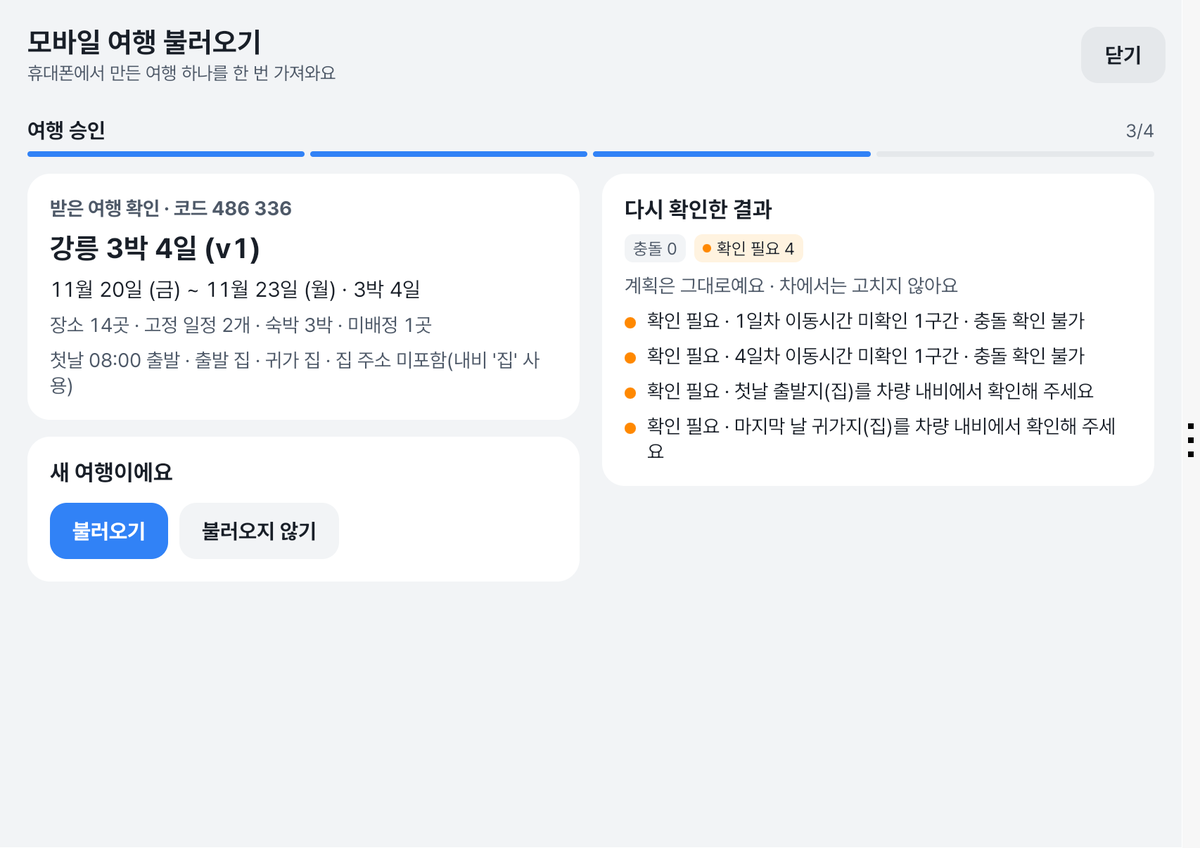 모바일 여행 불러오기
휴대폰에서 만든 여행 하나를 한 번 가져와요
닫기
여행 승인
3/4
받은 여행 확인 · 코드 486 336
강릉 3박 4일 (v1)
11월 20일 (금) ~ 11월 23일 (월) · 3박 4일
장소 14곳 · 고정 일정 2개 · 숙박 3박 · 미배정 1곳
첫날 08:00 출발 · 출발 집 · 귀가 집 · 집 주소 미포함(내비 '집' 사
용)
새 여행이에요
불러오기
불러오지 않기
다시 확인한 결과
충돌 0
확인 필요 4
계획은 그대로예요 · 차에서는 고치지 않아요
확인 필요 · 1일차 이동시간 미확인 1구간 · 충돌 확인 불가
확인 필요 · 4일차 이동시간 미확인 1구간 · 충돌 확인 불가
확인 필요 · 첫날 출발지(집)를 차량 내비에서 확인해 주세요
확인 필요 · 마지막 날 귀가지(집)를 차량 내비에서 확인해 주세
요